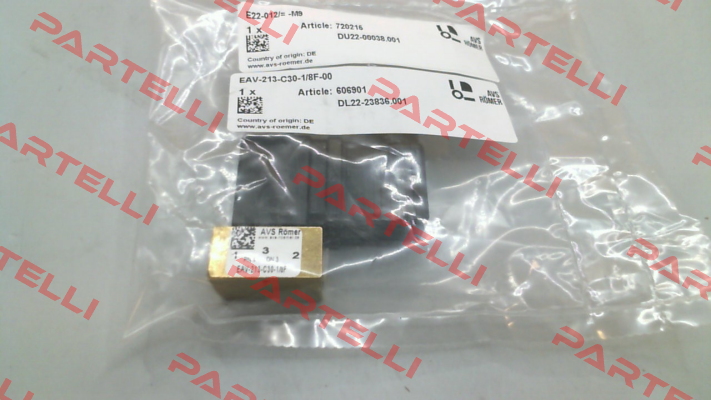 E22-012/= -M9
1 x
Article: 720216
DU22-00038.001
Country of origin: DE
AVS
RÖMER
EAV-213-C30-1/8F-00
1 x
Article: 606901
DL22-23836.001
Country of origin: DE
www.avs-roemer.de
AVS
RÖMER
AVS Römer
www.avs-roemer.de
1 3 2
EAV-213-C30-1/8F
PARTELLI
PARTELLI
PARTELLI
PARTELLI
PARTELLI
PARTELLI
PARTELLI